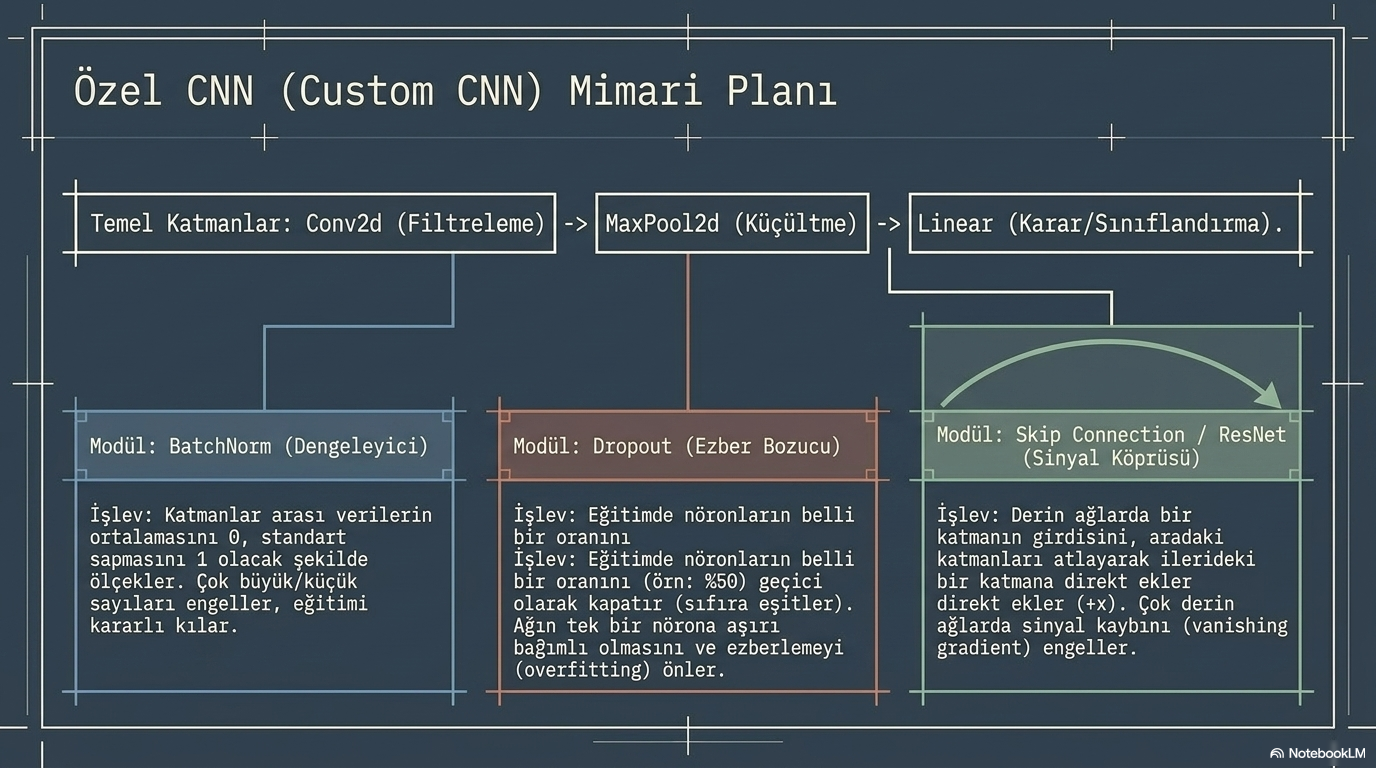 Özel CNN (Custom CNN) Mimari Planı
Temel Katmanlar: Conv2d (Filtreleme) -> MaxPool2d (Küçültme) -> Linear (Karar/Sınıflandırma).
Modül: BatchNorm (Dengeleyici)
İşlev: Katmanlar arası verilerin
ortalamasını 0, standart
sapmasını 1 olacak şekilde
ölçekler. Çok büyük/küçük
sayıları engeller, eğitimi
kararlı kılar.
Modül: Dropout (Ezber Bozucu)
İşlev: Eğitimde nöronların belli
bir oranını
İşlev: Eğitimde nöronların belli
bir oranını (örn: %50) geçici
olarak kapatır (sıfıra eşitler).
Ağın tek bir nörona aşırı
bağımlı olmasını ve ezberlemeyi
(overfitting) önler.
Modül: Skip Connection / ResNet
(Sinyal Köprüsü)
İşlev: Derin ağlarda bir
katmanın girdisini, aradaki
katmanları atlayarak ilerideki
bir katmana direkt ekler
direkt ekler (+x). Çok derin
ağlarda sinyal kaybını (vanishing
gradient) engeller.
NotebookLM